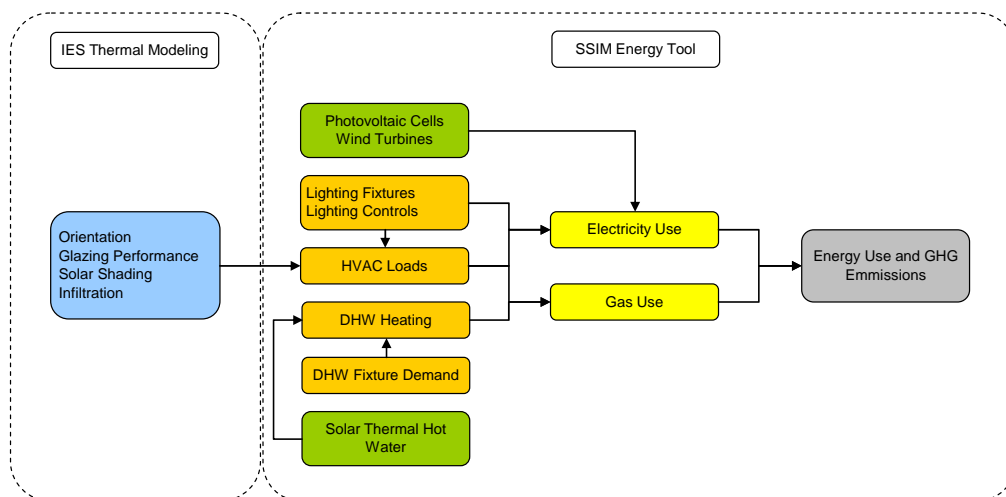 IES Thermal Modeling
SSIM Energy Tool
Photovoltaic Cells
Wind Turbines
Lighting Fixtures
Lighting Controls
Orientation
Glazing Performance
Solar Shading
Infiltration
HVAC Loads
DHW Heating
DHW Fixture Demand
Solar Thermal Hot
Water
Electricity Use
Gas Use
Energy Use and GHG
Emmissions